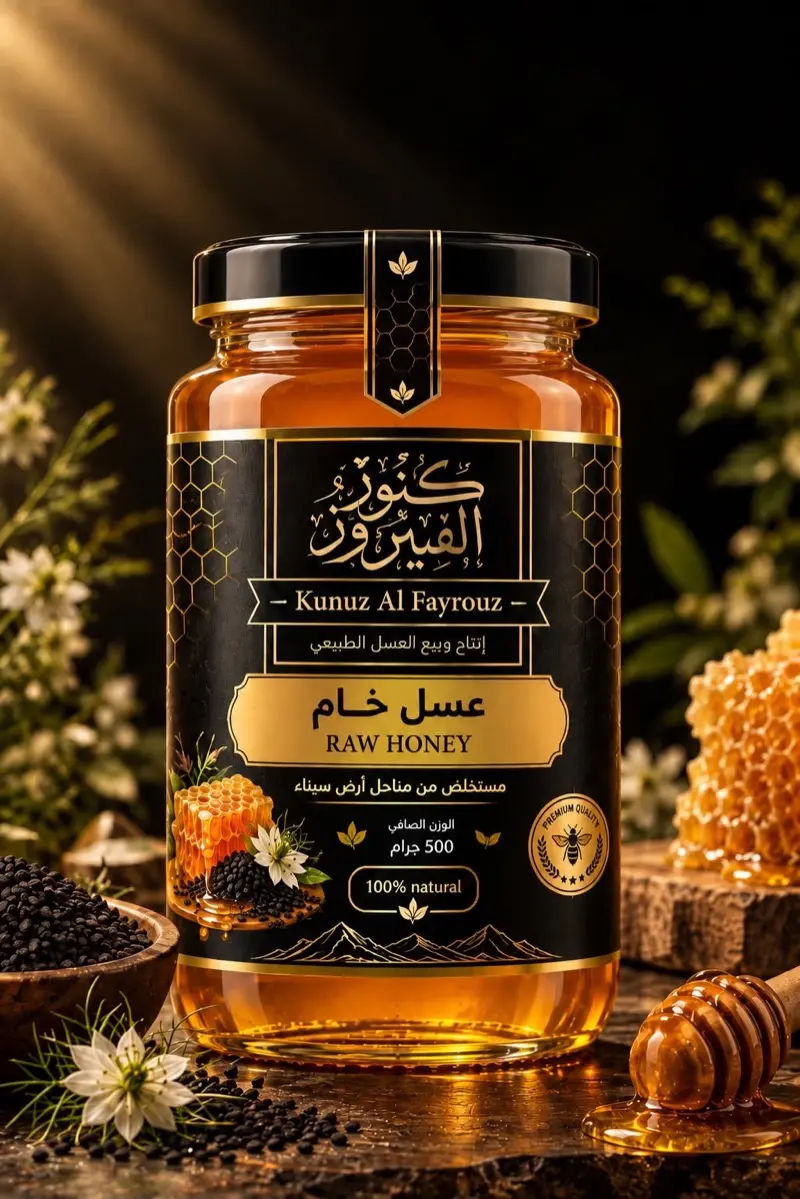 كنوز
الفيروز
Kunuz Al Fayrouz
إنتاج وبيع العسل الطبيعي
عسل خـام
RAW HONEY
مستخلص من مناحل أرض سيناء
الوزن الصافي
500 جرام
100% natural
PREMIUM QUALITY